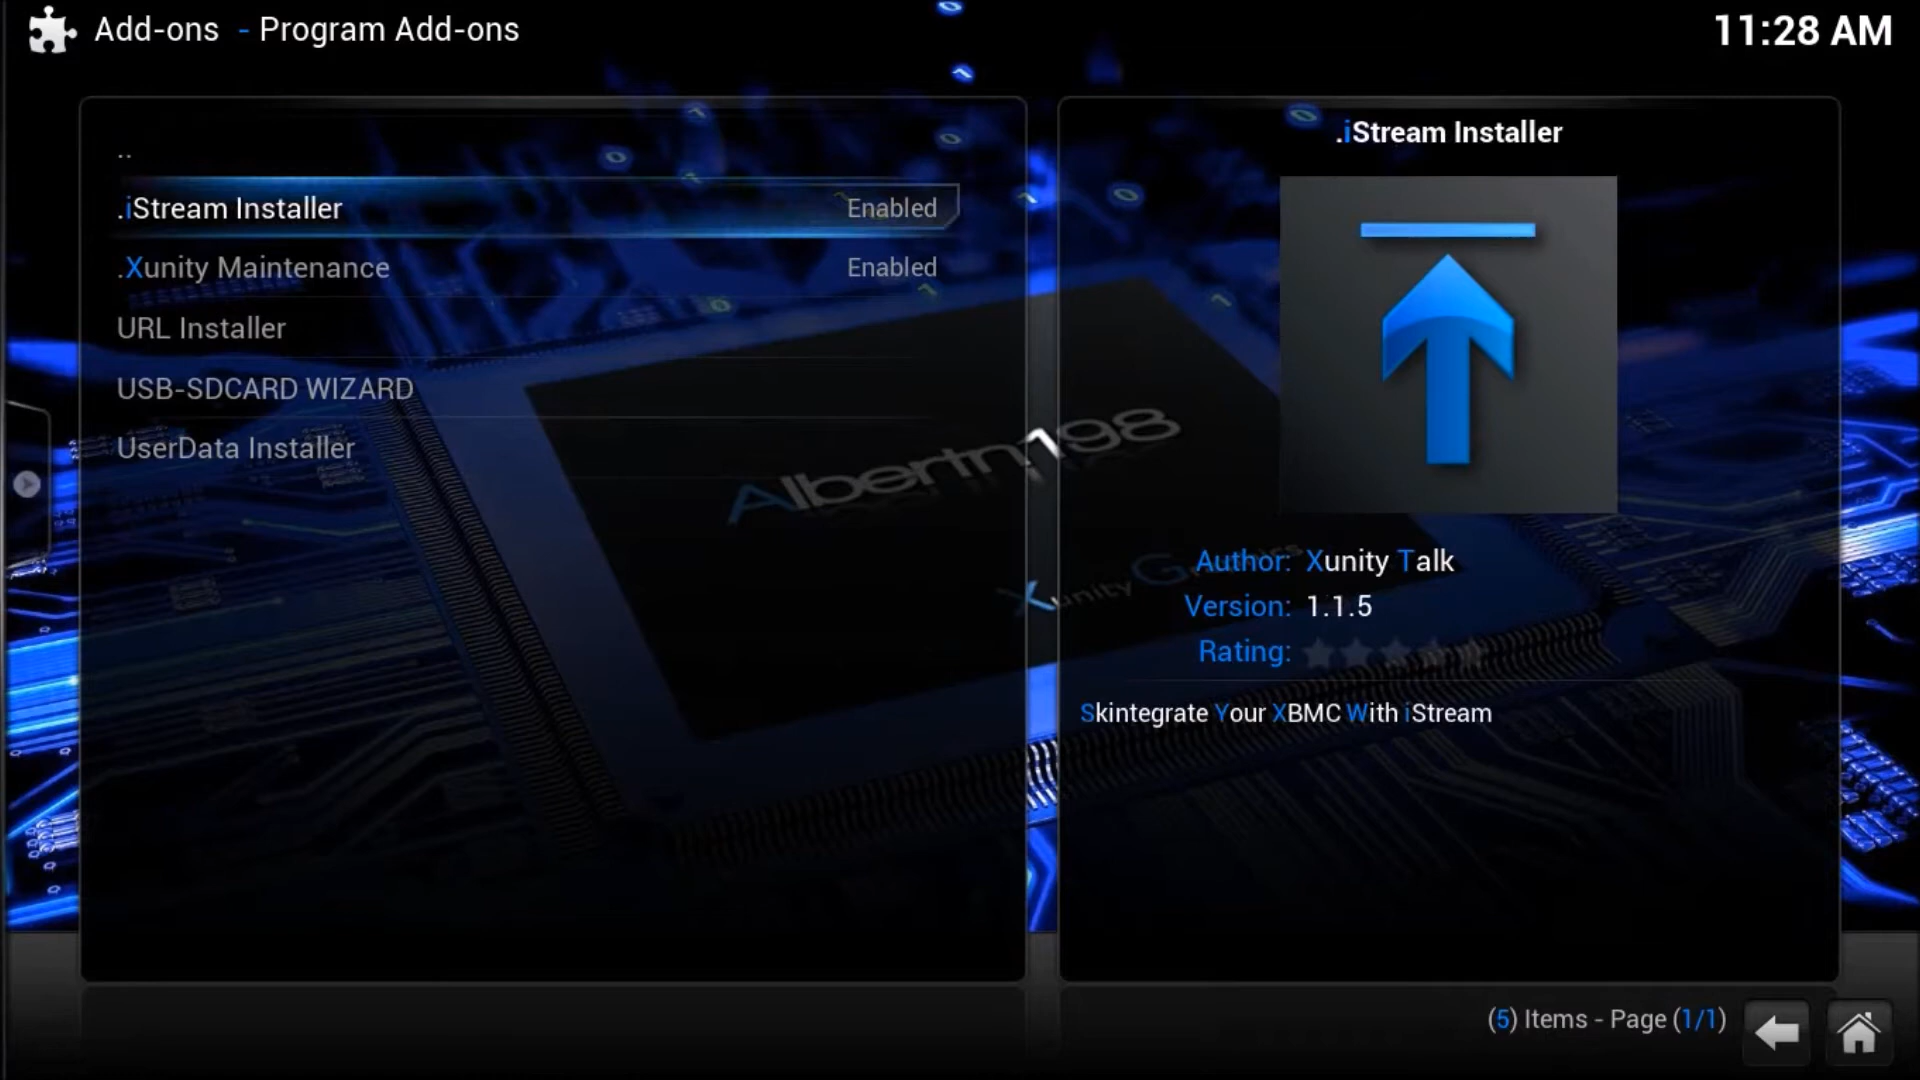 Add-ons - Program Add-ons
11:28 AM
..
.iStream Installer Enabled
.Xunity Maintenance Enabled
URL Installer
USB-SDCARD WIZARD
UserData Installer
Albertn198
.iStream Installer
Author: Xunity Talk
Version: 1.1.5
Rating:
Skintegrate Your XBMC With iStream
(5) Items - Page (1/1)